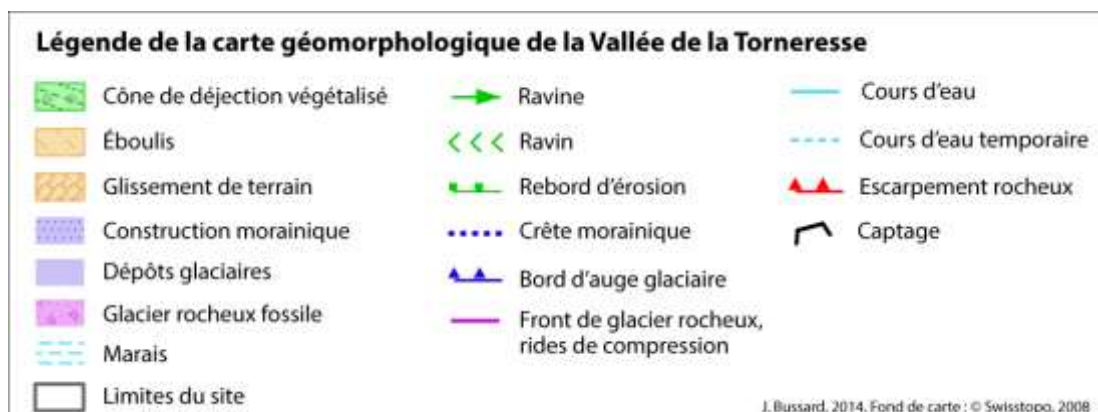 Légende de la carte géomorphologique de la Vallée de la Torneresse
Cône de déjection végétalisé
Éboulis
Glissement de terrain
Construction morainique
Dépôts glaciaires
Glacier rocheux fossile
Marais
Limites du site
Ravine
Ravin
Rebord d'érosion
Crête morainique
Bord d'auge glaciaire
Front de glacier rocheux,
rides de compression
Cours d'eau
Cours d'eau temporaire
Escarpement rocheux
Captage
J. Bussard, 2014. Fond de carte : © Swisstopo, 2008